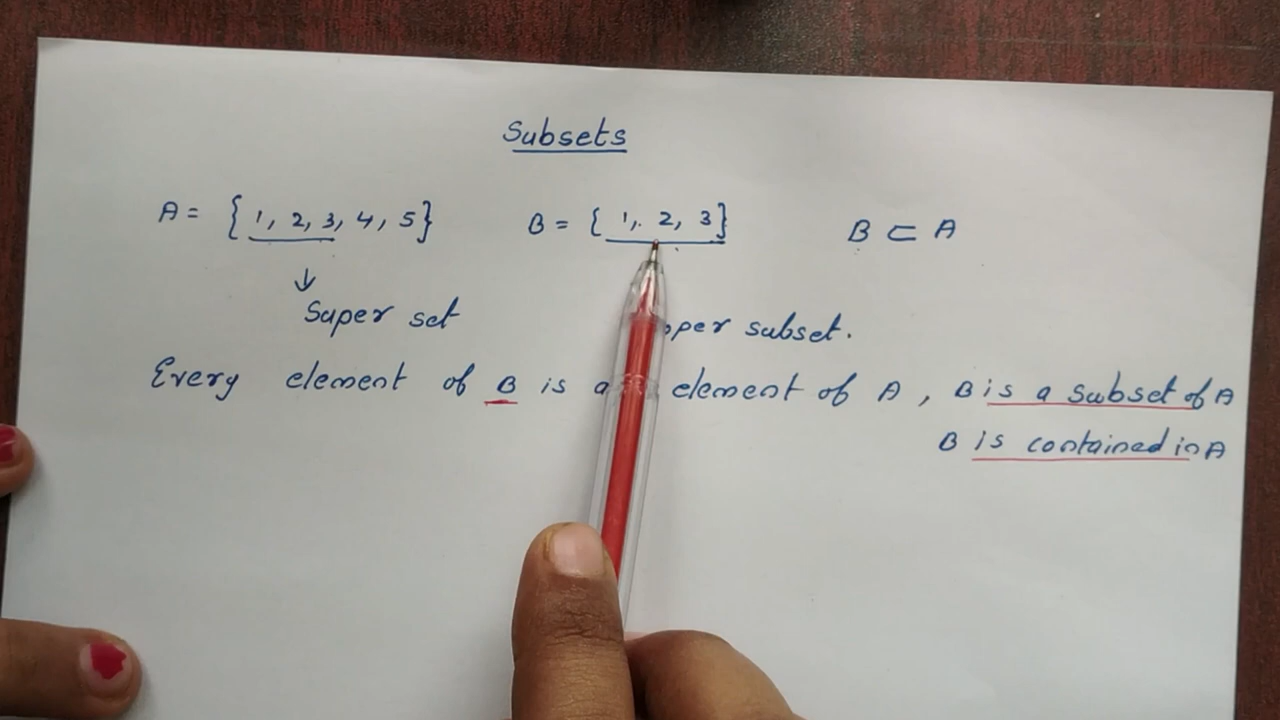 Subsets
A = { 1, 2, 3, 4, 5} B = { 1, 2, 3} B ⊂ A
↓
Super set subset.
Every element of B is element of A , B is a subset of A
B is contained in A